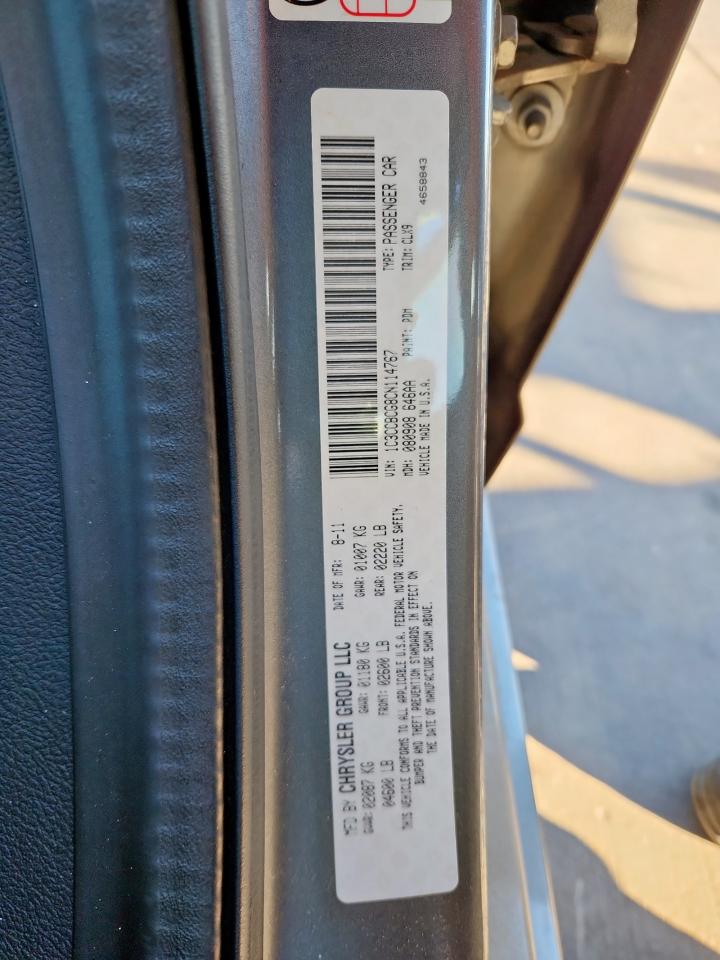 MFD BY CHRYSLER GROUP LLC
DATE OF MFR: 8-11
GVWR: 02087 KG
GAWR: 01180 KG
GAWR: 01007 KG
04600 LB
FRONT: 02600 LB
REAR: 02220 LB
THIS VEHICLE CONFORMS TO ALL APPLICABLE U.S.A. FEDERAL MOTOR VEHICLE SAFETY,
BUMPER AND THEFT PREVENTION STANDARDS IN EFFECT ON
THE DATE OF MANUFACTURE SHOWN ABOVE.
VIN: 1C3CCBCG8CN114767
TYPE: PASSENGER CAR
MDH: 080908 646AA
PAINT: PDM
TRIM: CLX9
VEHICLE MADE IN U.S.A.
4658843